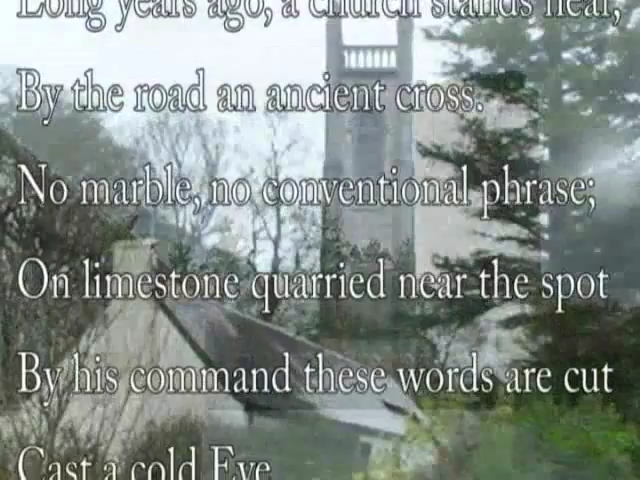 Long years ago, a church stands near,
By the road an ancient cross.
No marble, no conventional phrase;
On limestone quarried near the spot
By his command these words are cut
Cast a cold Eye